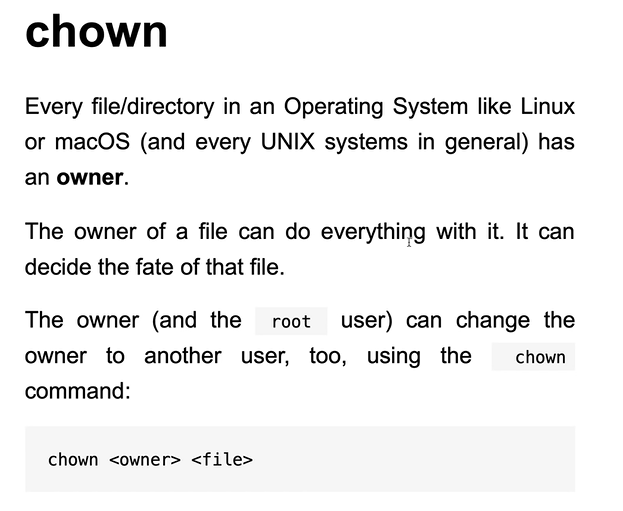 chown
Every file/directory in an Operating System like Linux
or macOS (and every UNIX systems in general) has
an owner.
The owner of a file can do everything with it. It can
decide the fate of that file.
The owner (and the root user) can change the
owner to another user, too, using the chown
command:
chown <owner> <file>